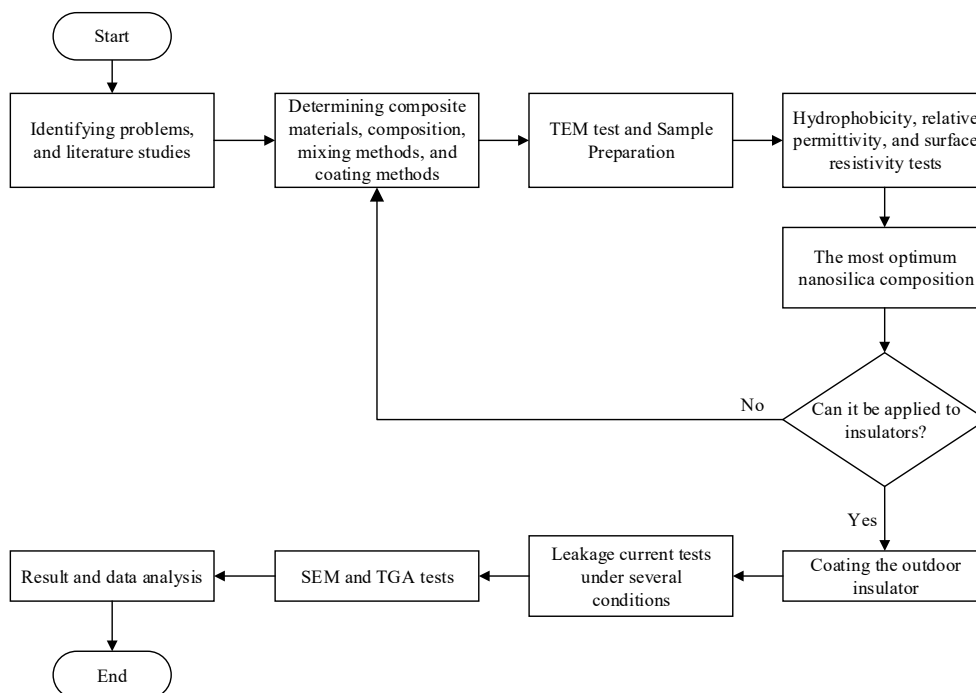 Start
Identifying problems,
and literature studies
Determining composite
materials, composition,
mixing methods, and
coating methods
TEM test and Sample
Preparation
Hydrophobicity, relative
permittivity, and surface
resistivity tests
The most optimum
nanosilica composition
Can it be applied to
insulators?
No
Yes
Coating the outdoor
insulator
Leakage current tests
under several
conditions
SEM and TGA tests
Result and data analysis
End